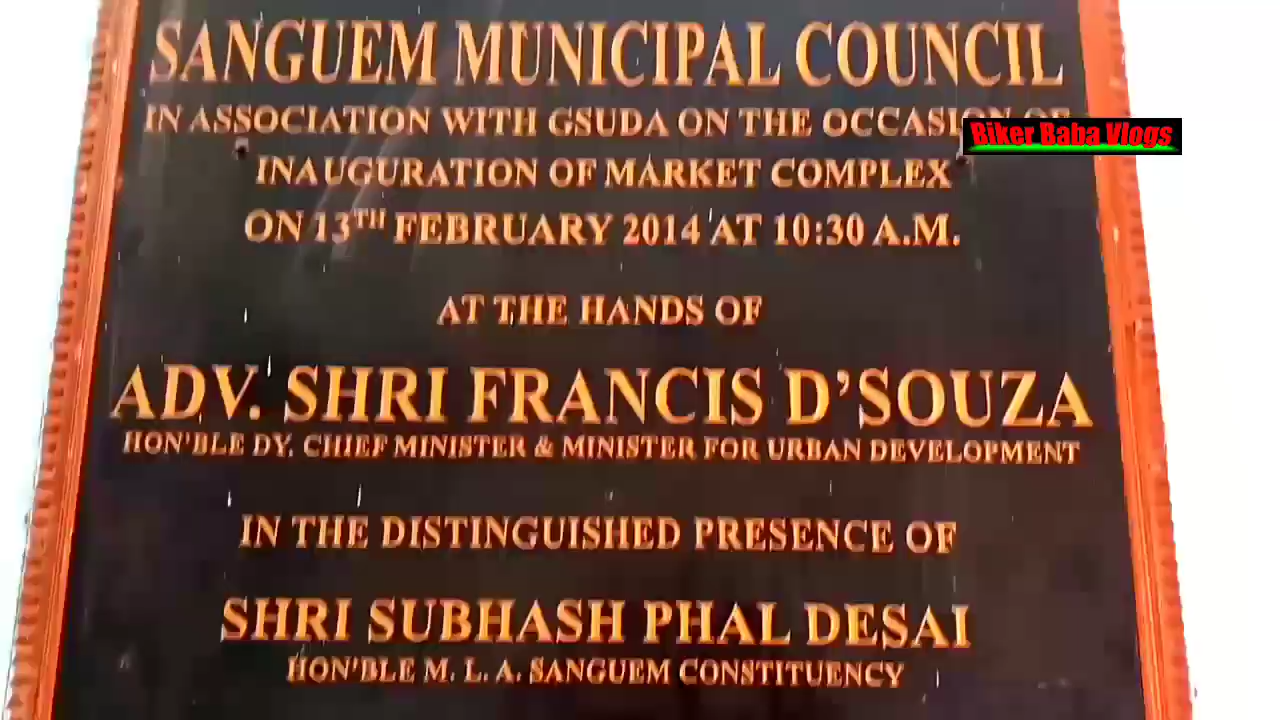 SANGUEM MUNICIPAL COUNCIL
IN ASSOCIATION WITH GSUDA ON THE OCCASION OF
Biker Baba Vlogs
INAUGURATION OF MARKET COMPLEX
ON 13TH FEBRUARY 2014 AT 10:30 A.M.
AT THE HANDS OF
ADV. SHRI FRANCIS D'SOUZA
HON'BLE DY. CHIEF MINISTER & MINISTER FOR URBAN DEVELOPMENT
IN THE DISTINGUISHED PRESENCE OF
SHRI SUBHASH PHAL DESAI
HON'BLE M. L. A. SANGUEM CONSTITUENCY